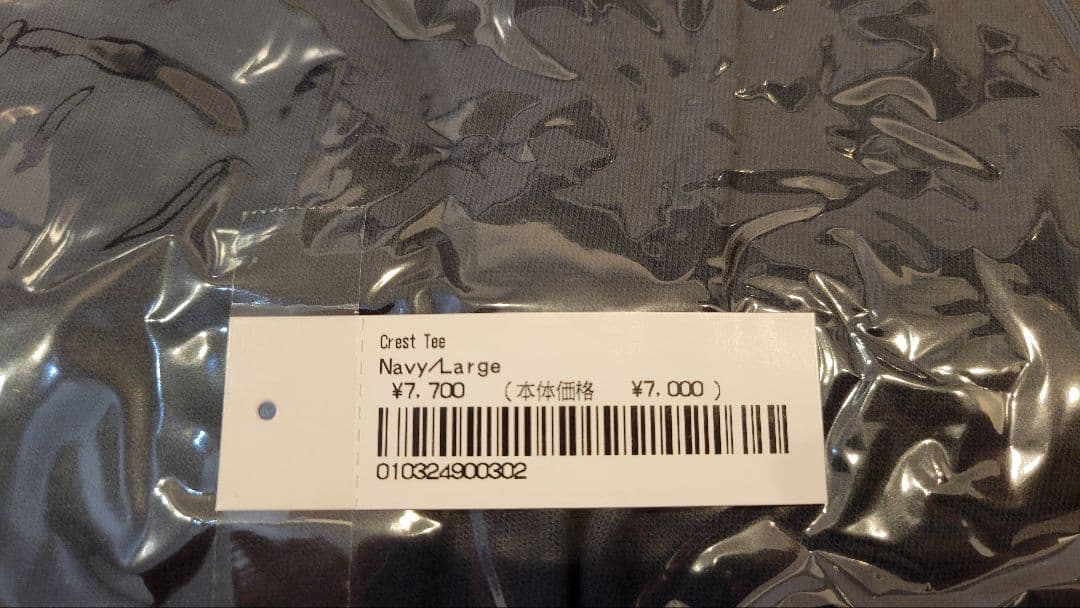 Crest Tee
Navy/Large
¥7,700 (本体価格 ¥7,000)
010324900302